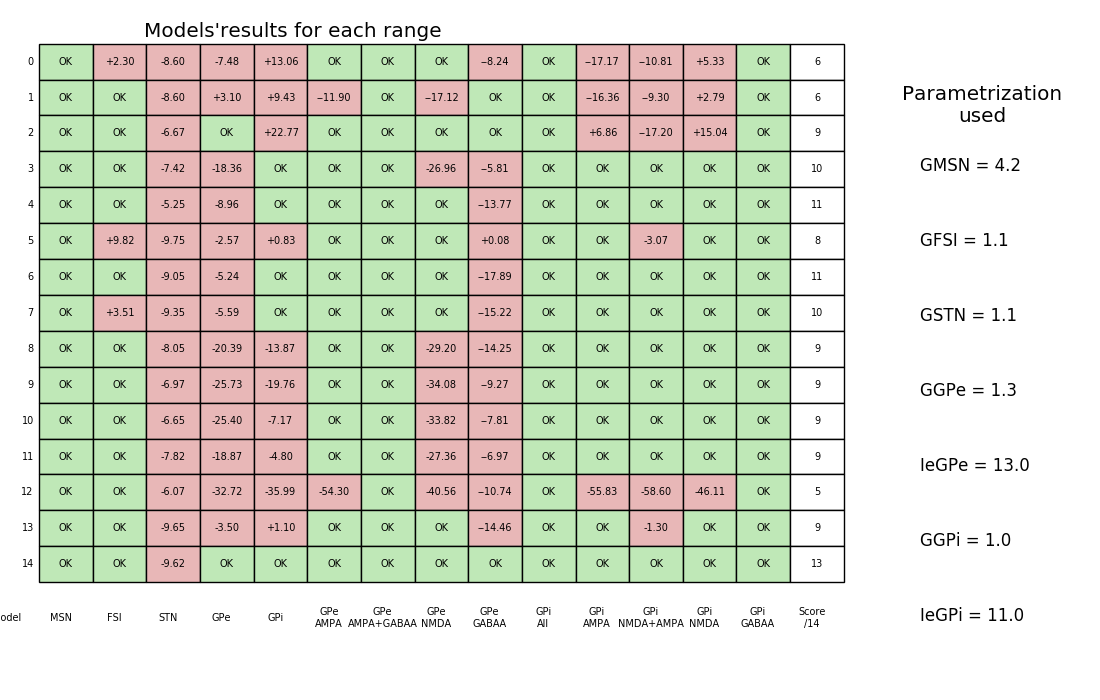 Models'results for each range
0 OK +2.30 -8.60 -7.48 +13.06 OK OK OK --8.24 OK --17.17 --10.81 +5.33 OK 6
1 OK OK -8.60 +3.10 +9.43 --11.90 OK --17.12 OK OK --16.36 --9.30 +2.79 OK 6
2 OK OK -6.67 OK +22.77 OK OK OK OK OK +6.86 --17.20 +15.04 OK 9
3 OK OK -7.42 -18.36 OK OK OK -26.96 --5.81 OK OK OK OK OK 10
4 OK OK -5.25 -8.96 OK OK OK OK --13.77 OK OK OK OK OK 11
5 OK +9.82 -9.75 -2.57 +0.83 OK OK OK +0.08 OK OK -3.07 OK OK 8
6 OK OK -9.05 -5.24 OK OK OK OK --17.89 OK OK OK OK OK 11
7 OK +3.51 -9.35 -5.59 OK OK OK OK --15.22 OK OK OK OK OK 10
8 OK OK -8.05 -20.39 -13.87 OK OK -29.20 --14.25 OK OK OK OK OK 9
9 OK OK -6.97 -25.73 -19.76 OK OK -34.08 --9.27 OK OK OK OK OK 9
10 OK OK -6.65 -25.40 -7.17 OK OK -33.82 --7.81 OK OK OK OK OK 9
11 OK OK -7.82 -18.87 -4.80 OK OK -27.36 --6.97 OK OK OK OK OK 9
12 OK OK -6.07 -32.72 -35.99 -54.30 OK -40.56 --10.74 OK -55.83 -58.60 -46.11 OK 5
13 OK OK -9.65 -3.50 +1.10 OK OK OK --14.46 OK OK -1.30 OK OK 9
14 OK OK -9.62 OK OK OK OK OK OK OK OK OK OK OK 13
odel MSN FSI STN GPe GPi GPe GPe GPe GPe GPi GPi GPi GPi GPi Score
AMPA AMPA+GABAA NMDA GABAA All AMPA NMDA+AMPA NMDA GABAA /14
Parametrization
used
GMSN = 4.2
GFSI = 1.1
GSTN = 1.1
GGPe = 1.3
IeGPe = 13.0
GGPi = 1.0
IeGPi = 11.0